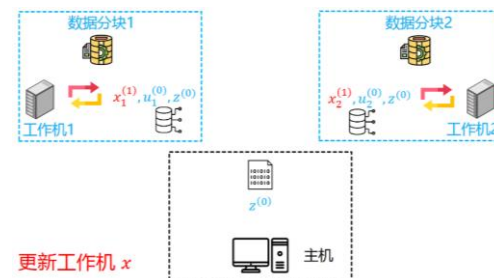 数据分块1
数据分块2
x₁⁽¹⁾, u₁⁽⁰⁾, z⁽⁰⁾
x₂⁽¹⁾, u₂⁽⁰⁾, z⁽⁰⁾
工作机1
工作机2
z⁽⁰⁾
主机
更新工作机 x